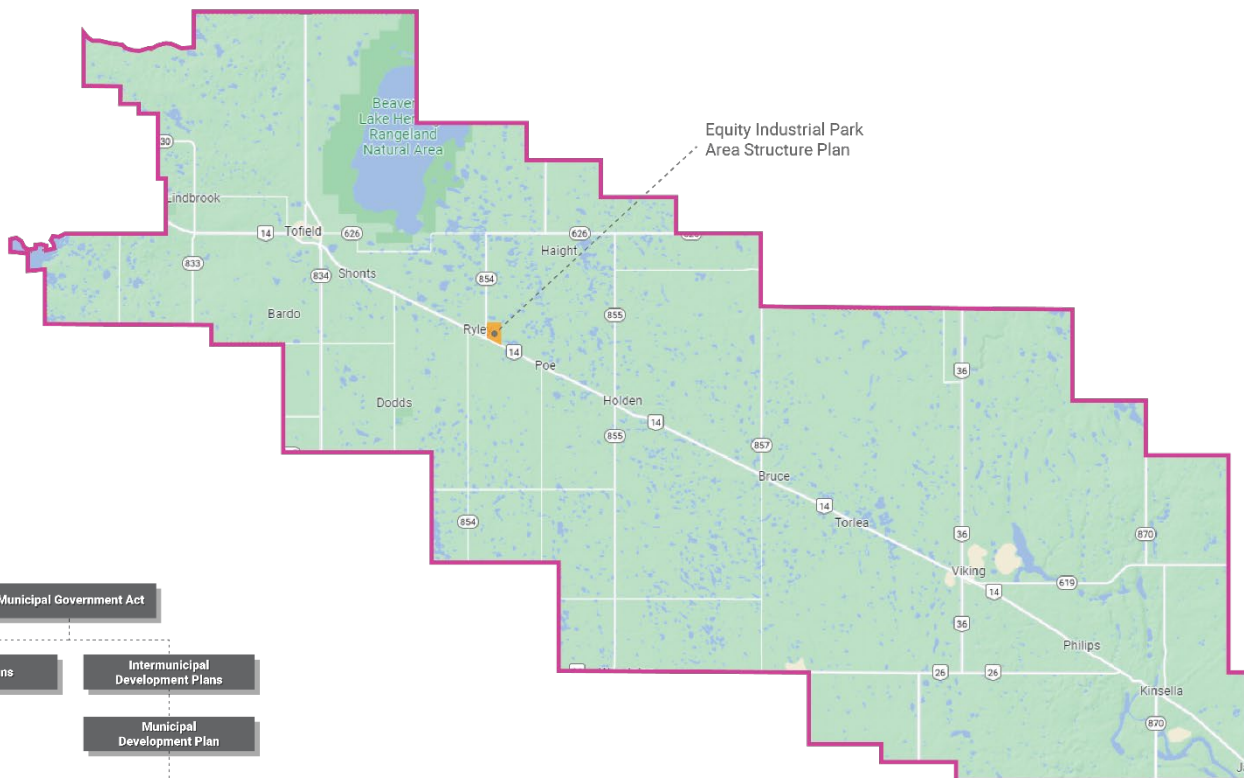 Beaver
Lake He
Rangeland
Natural Area
Equity Industrial Park
Area Structure Plan
30
Lindbrook
14
Tofield
626
626
833
834
Shonts
854
Haight
Bardo
855
Ryle
14
Poe
36
Dodds
Holden
14
855
857
Bruce
14
Torlea
854
36
870
Viking
619
14
36
Philips
26
26
Kinsella
870
Municipal Government Act
ns
Intermunicipal
Development Plans
Municipal
Development Plan